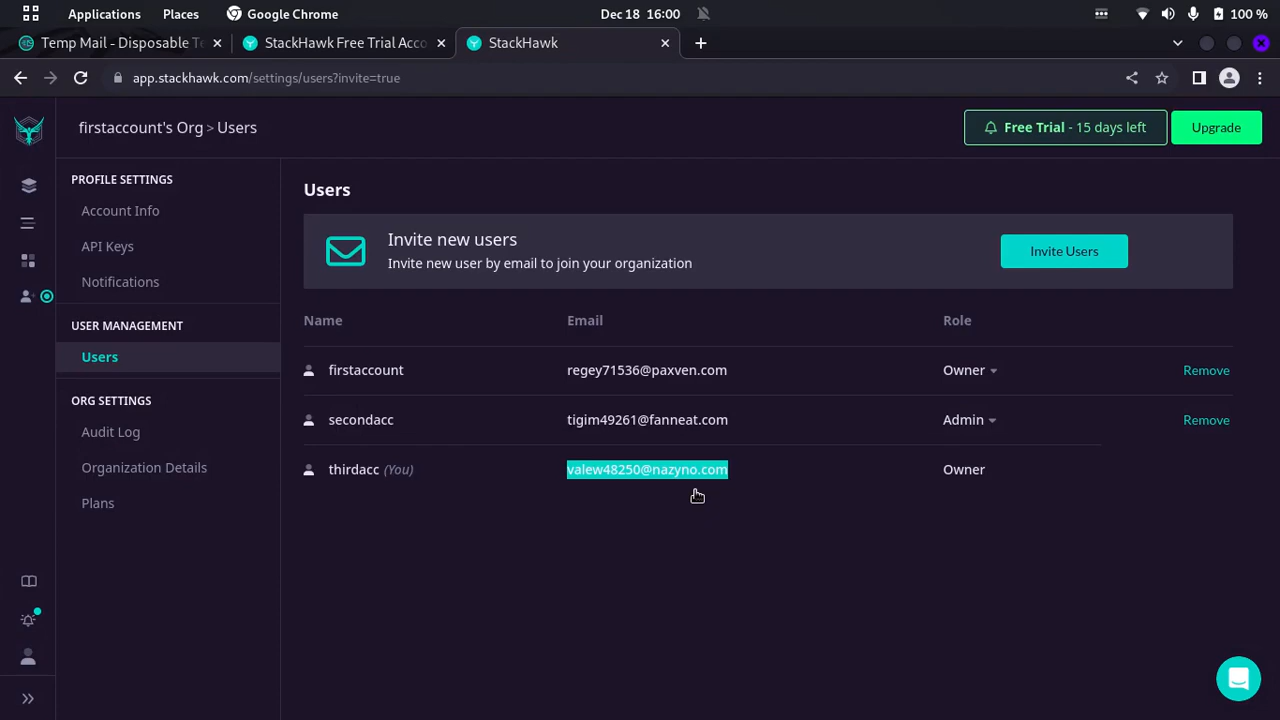 Applications Places Google Chrome Dec 18 16:00 100 %
Temp Mail - Disposable Te StackHawk Free Trial Acco StackHawk
app.stackhawk.com/settings/users?invite=true
firstaccount's Org > Users Free Trial - 15 days left Upgrade
PROFILE SETTINGS
Account Info
API Keys
Notifications
USER MANAGEMENT
Users
ORG SETTINGS
Audit Log
Organization Details
Plans
Users
Invite new users
Invite new user by email to join your organization
Invite Users
Name Email Role
firstaccount regey71536@paxven.com Owner Remove
secondacc tigim49261@fanneat.com Admin Remove
thirdacc (You) valew48250@nazyno.com Owner